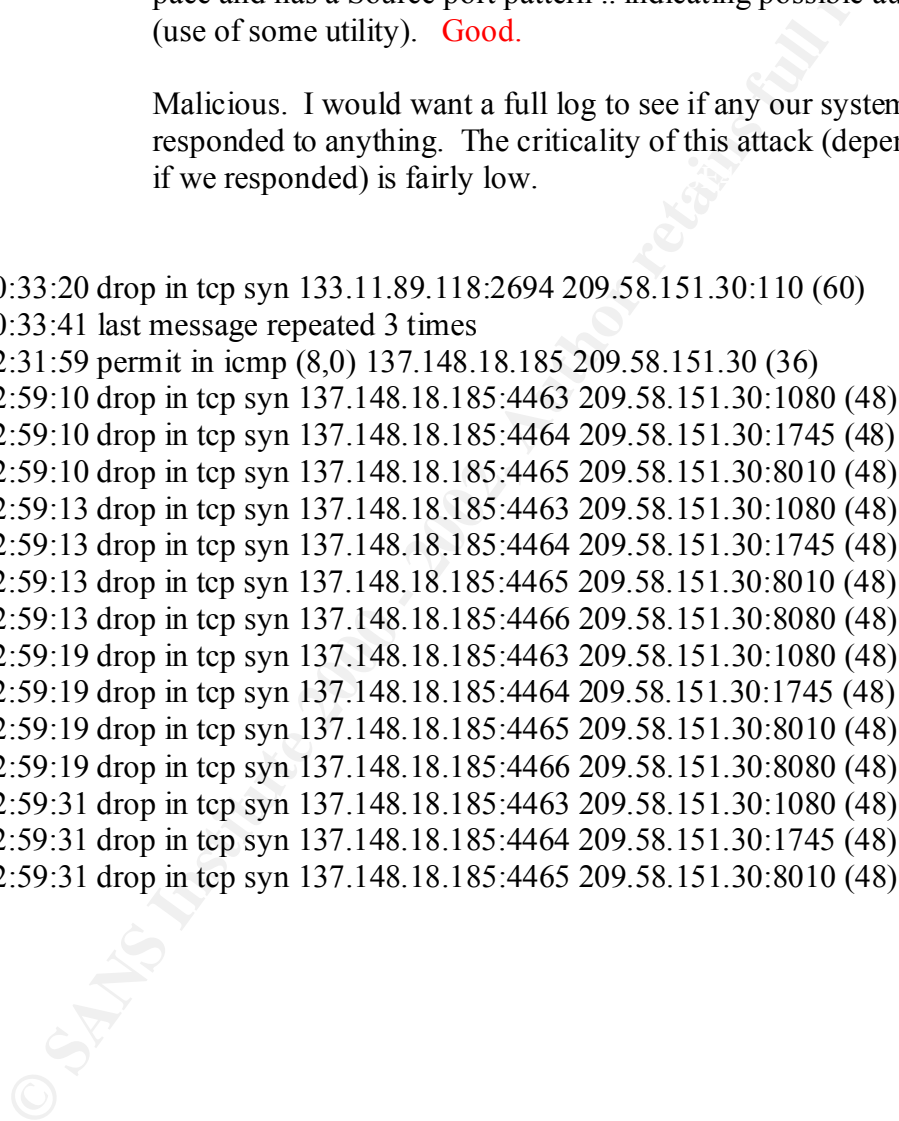 pace and has a Source port pattern .. indicating possible au
(use of some utility). Good.
Malicious. I would want a full log to see if any our system
responded to anything. The criticality of this attack (depen
if we responded) is fairly low.
0:33:20 drop in tcp syn 133.11.89.118:2694 209.58.151.30:110 (60)
0:33:41 last message repeated 3 times
2:31:59 permit in icmp (8,0) 137.148.18.185 209.58.151.30 (36)
2:59:10 drop in tcp syn 137.148.18.185:4463 209.58.151.30:1080 (48)
2:59:10 drop in tcp syn 137.148.18.185:4464 209.58.151.30:1745 (48)
2:59:10 drop in tcp syn 137.148.18.185:4465 209.58.151.30:8010 (48)
2:59:13 drop in tcp syn 137.148.18.185:4463 209.58.151.30:1080 (48)
2:59:13 drop in tcp syn 137.148.18.185:4464 209.58.151.30:1745 (48)
2:59:13 drop in tcp syn 137.148.18.185:4465 209.58.151.30:8010 (48)
2:59:13 drop in tcp syn 137.148.18.185:4466 209.58.151.30:8080 (48)
2:59:19 drop in tcp syn 137.148.18.185:4463 209.58.151.30:1080 (48)
2:59:19 drop in tcp syn 137.148.18.185:4464 209.58.151.30:1745 (48)
2:59:19 drop in tcp syn 137.148.18.185:4465 209.58.151.30:8010 (48)
2:59:19 drop in tcp syn 137.148.18.185:4466 209.58.151.30:8080 (48)
2:59:31 drop in tcp syn 137.148.18.185:4463 209.58.151.30:1080 (48)
2:59:31 drop in tcp syn 137.148.18.185:4464 209.58.151.30:1745 (48)
2:59:31 drop in tcp syn 137.148.18.185:4465 209.58.151.30:8010 (48)
© SANS Institute 2000 - 2002, Author retains full r